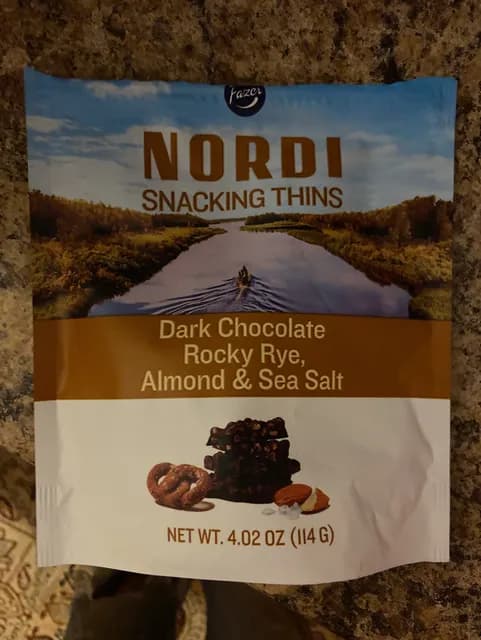 Fazer
NORDI
SNACKING THINS
Dark Chocolate
Rocky Rye,
Almond & Sea Salt
NET WT. 4.02 OZ (114 G)